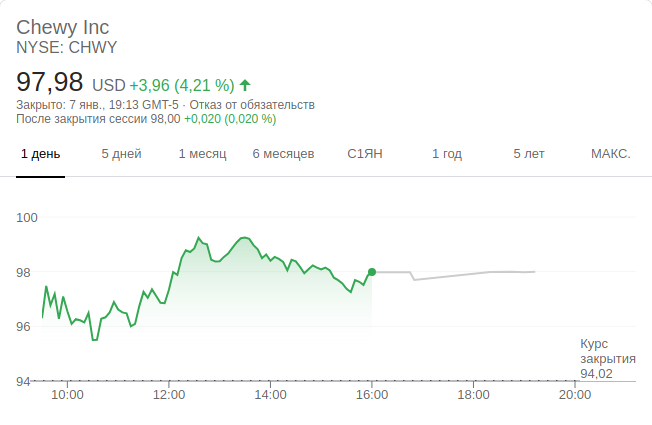 Chewy Inc
NYSE: CHWY
97,98 USD +3,96 (4,21 %)
Закрыто: 7 янв., 19:13 GMT-5 · Отказ от обязательств
После закрытия сессии 98,00 +0,020 (0,020 %)
1 день 5 дней 1 месяц 6 месяцев С1ЯН 1 год 5 лет МАКС.
100
98
96
Курс
закрытия
94,02
94
10:00 12:00 14:00 16:00 18:00 20:00